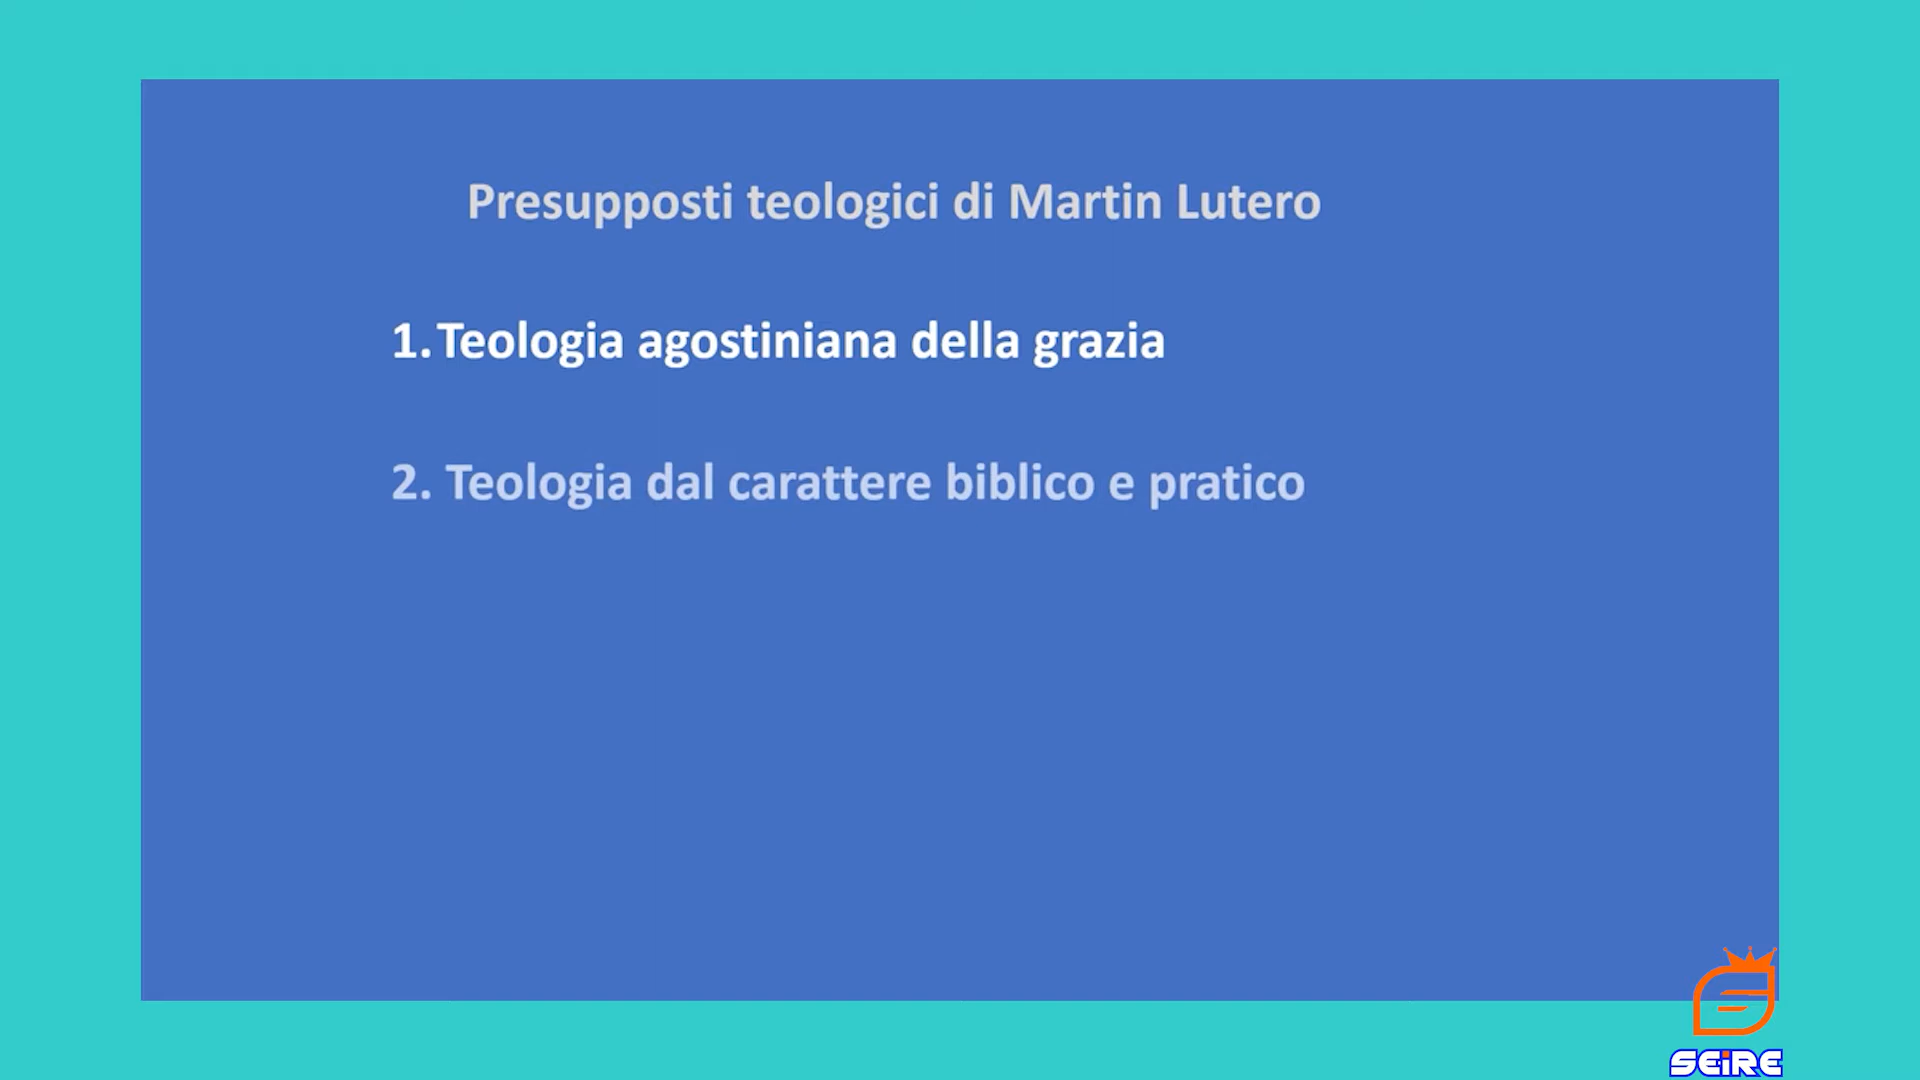 Presupposti teologici di Martin Lutero
1. Teologia agostiniana della grazia
2. Teologia dal carattere biblico e pratico
SEiRE